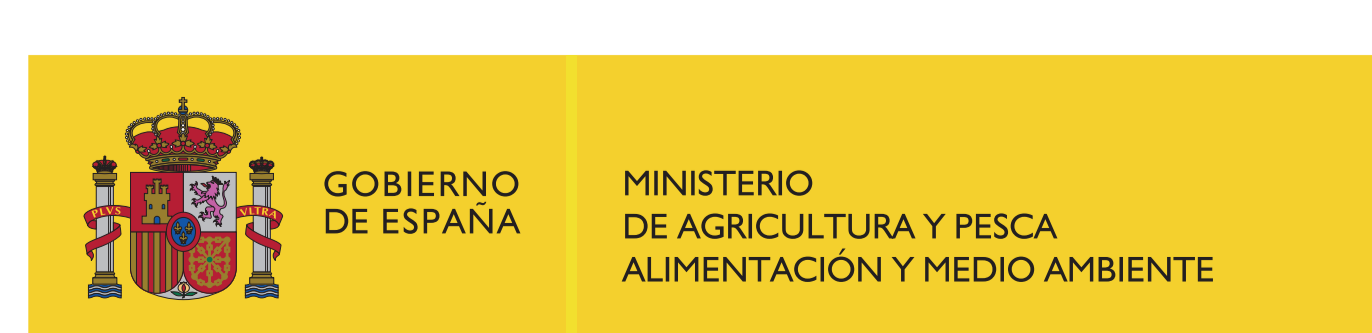 PLVS
VLTRA
GOBIERNO
DE ESPAÑA
MINISTERIO
DE AGRICULTURA Y PESCA
ALIMENTACIÓN Y MEDIO AMBIENTE